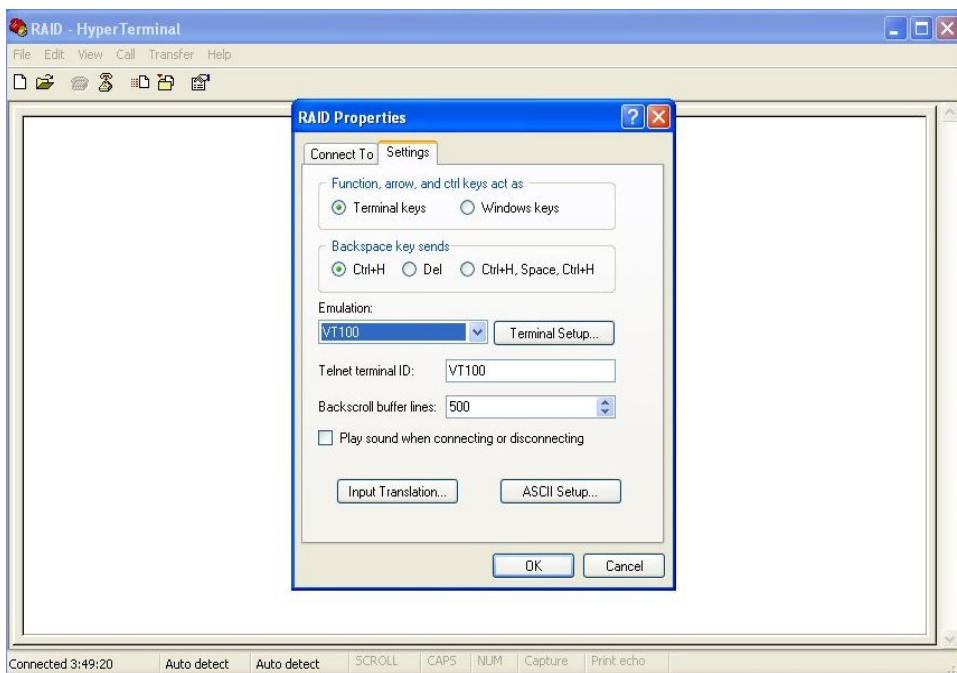 RAID - HyperTerminal
File Edit View Call Transfer Help
RAID Properties
Connect To Settings
Function, arrow, and ctrl keys act as
Terminal keys Windows keys
Backspace key sends
Ctrl+H Del Ctrl+H, Space, Ctrl+H
Emulation:
VT100 Terminal Setup...
Telnet terminal ID: VT100
Backscroll buffer lines: 500
Play sound when connecting or disconnecting
Input Translation... ASCII Setup...
OK Cancel
Connected 3:49:20 Auto detect Auto detect SCROLL CAPS NUM Capture Print echo